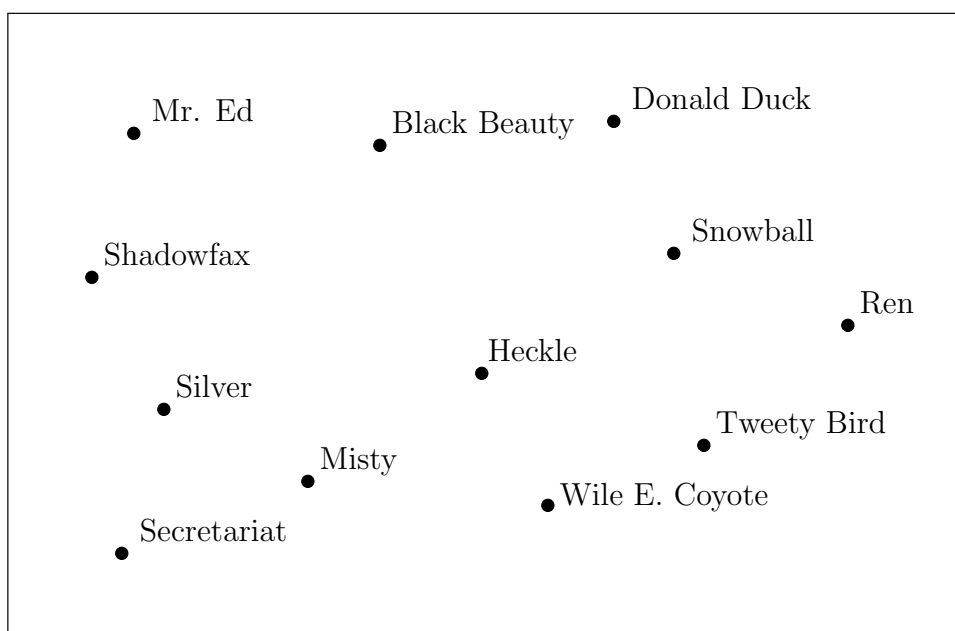 Donald Duck
Mr. Ed
Black Beauty
Snowball
Shadowfax
Ren
Heckle
Silver
Tweety Bird
Misty
Wile E. Coyote
Secretariat